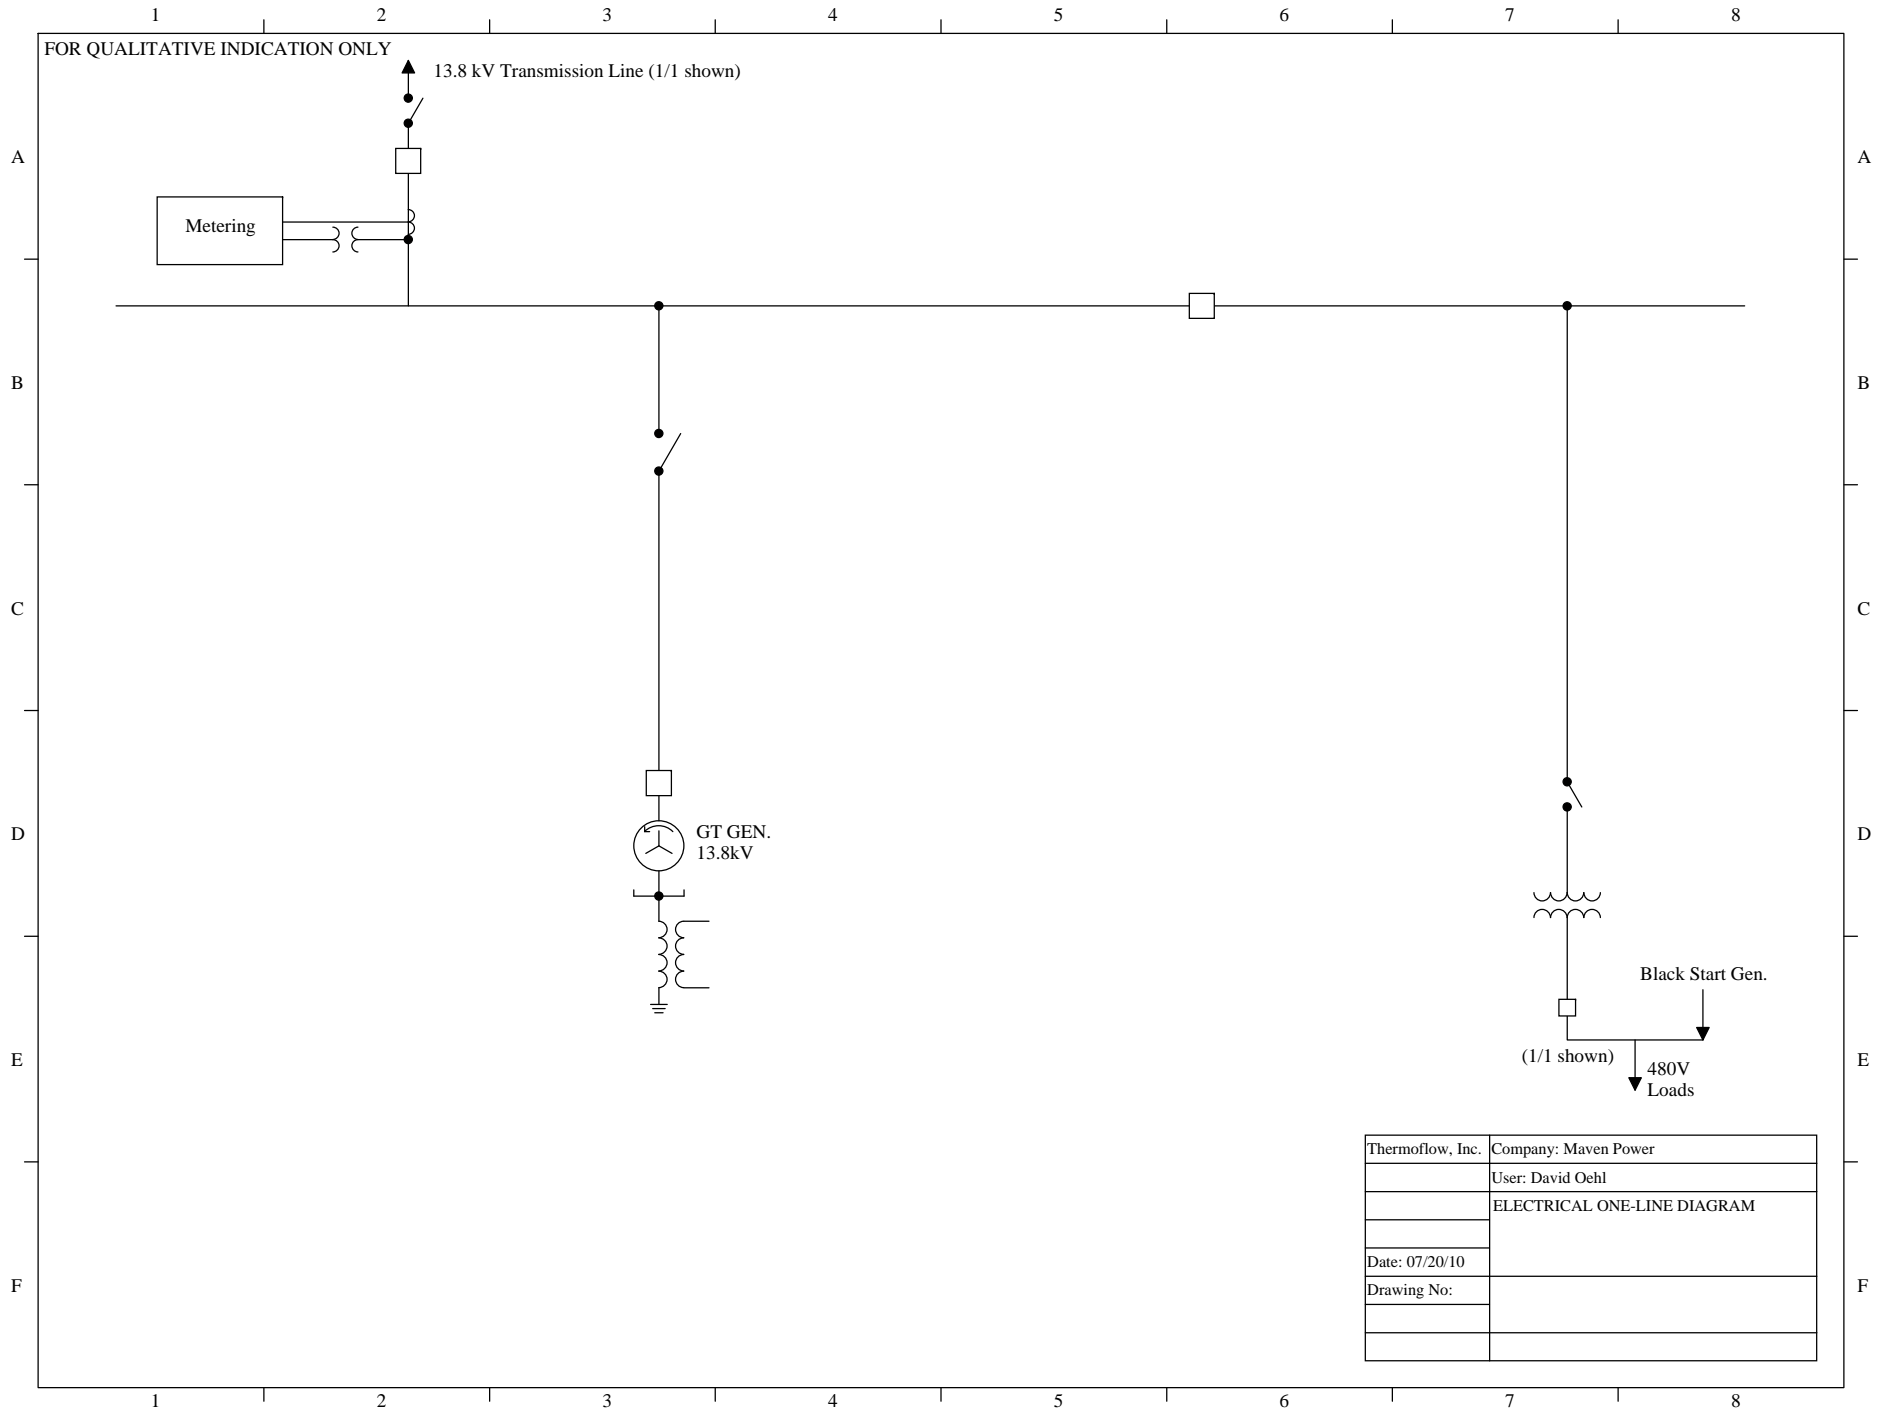 1 2 3 4 5 6 7 8
FOR QUALITATIVE INDICATION ONLY
13.8 kV Transmission Line (1/1 shown)
A A
Metering
B B
C C
D D
GT GEN.
13.8kV
Black Start Gen.
E E
(1/1 shown)
480V
Loads
Thermoflow, Inc. Company: Maven Power
User: David Oehl
ELECTRICAL ONE-LINE DIAGRAM
Date: 07/20/10
Drawing No:
F F
1 2 3 4 5 6 7 8